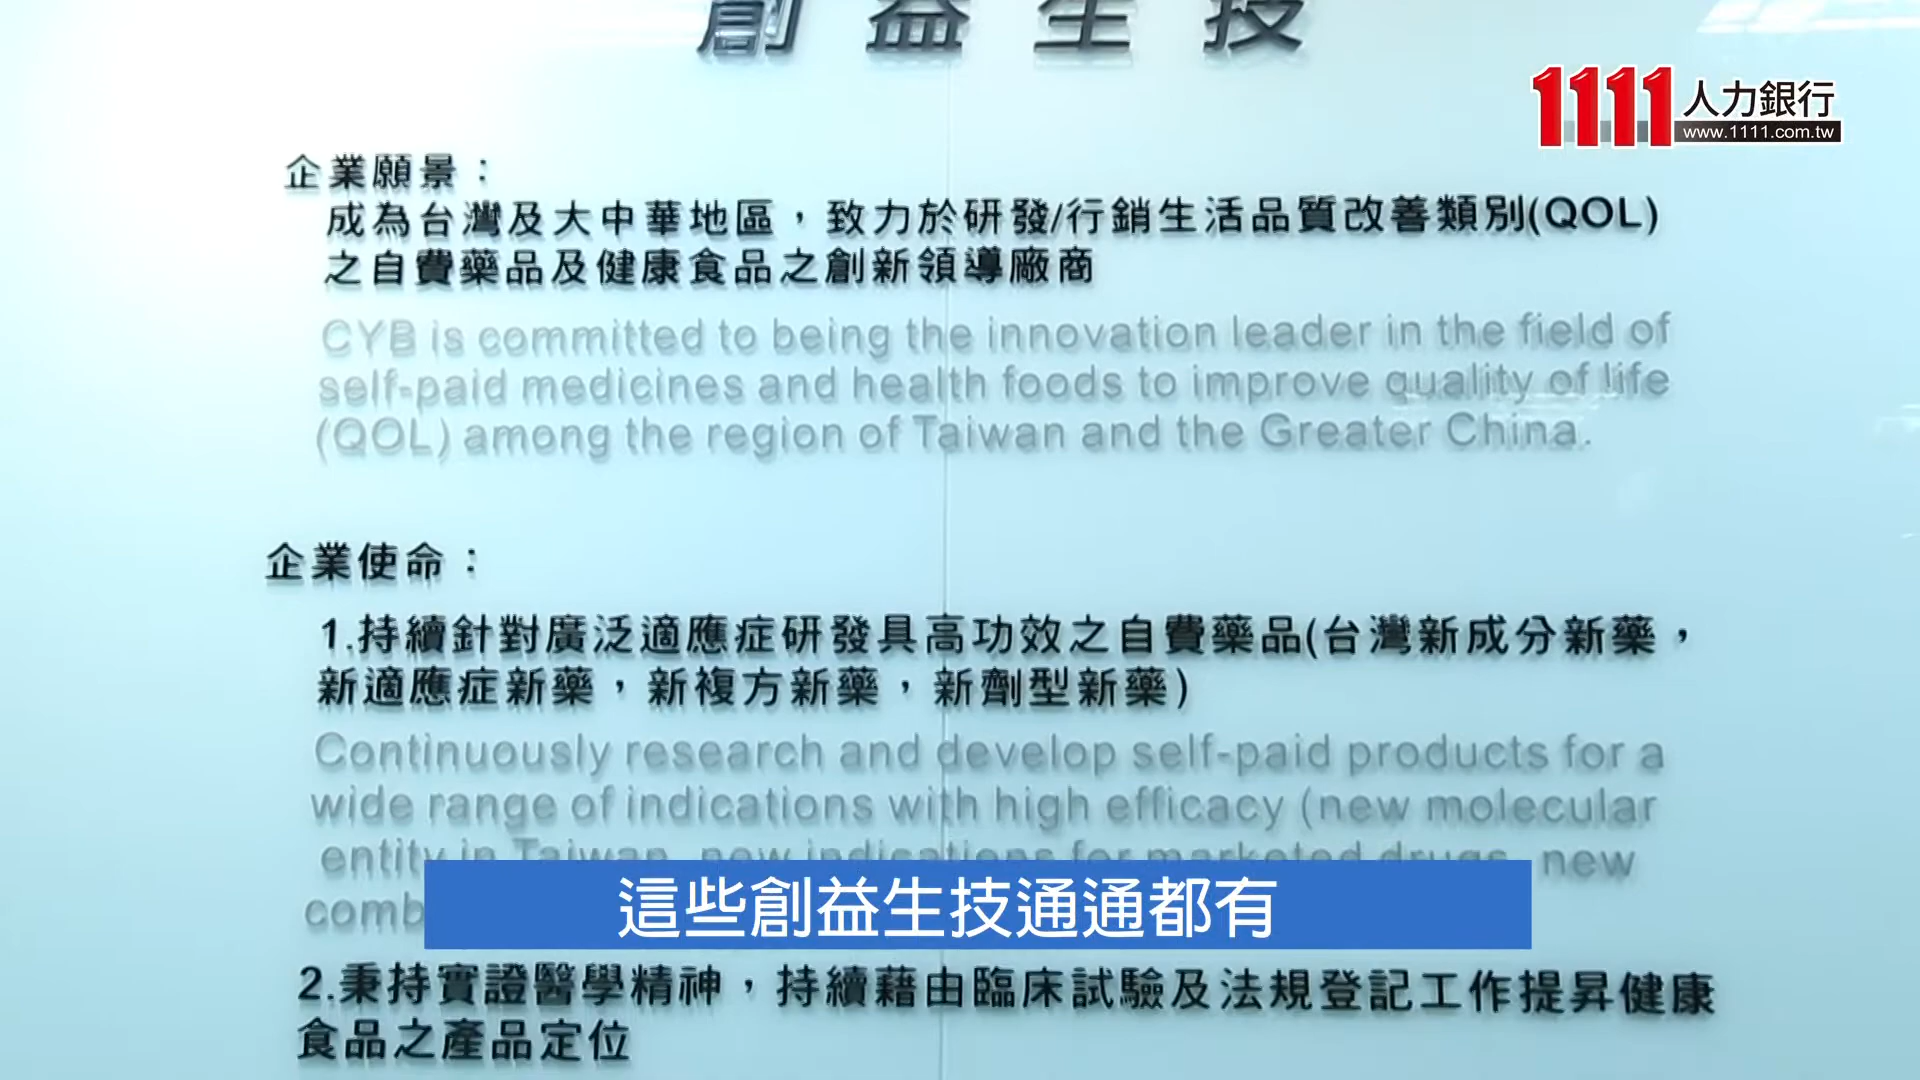 創益生技
1111人力銀行
www.1111.com.tw
企業願景：
成為台灣及大中華地區，致力於研發/行銷生活品質改善類別(QOL)
之自費藥品及健康食品之創新領導廠商
CYB is committed to being the innovation leader in the field of
self-paid medicines and health foods to improve quality of life
(QOL) among the region of Taiwan and the Greater China.
企業使命：
1.持續針對廣泛適應症研發具高功效之自費藥品(台灣新成分新藥，
新適應症新藥，新複方新藥，新劑型新藥)
Continuously research and develop self-paid products for a
wide range of indications with high efficacy (new molecular
entity in Taiwan, new indications for marketed drugs, new
comb
這些創益生技通通都有
2.秉持實證醫學精神，持續藉由臨床試驗及法規登記工作提昇健康
食品之產品定位